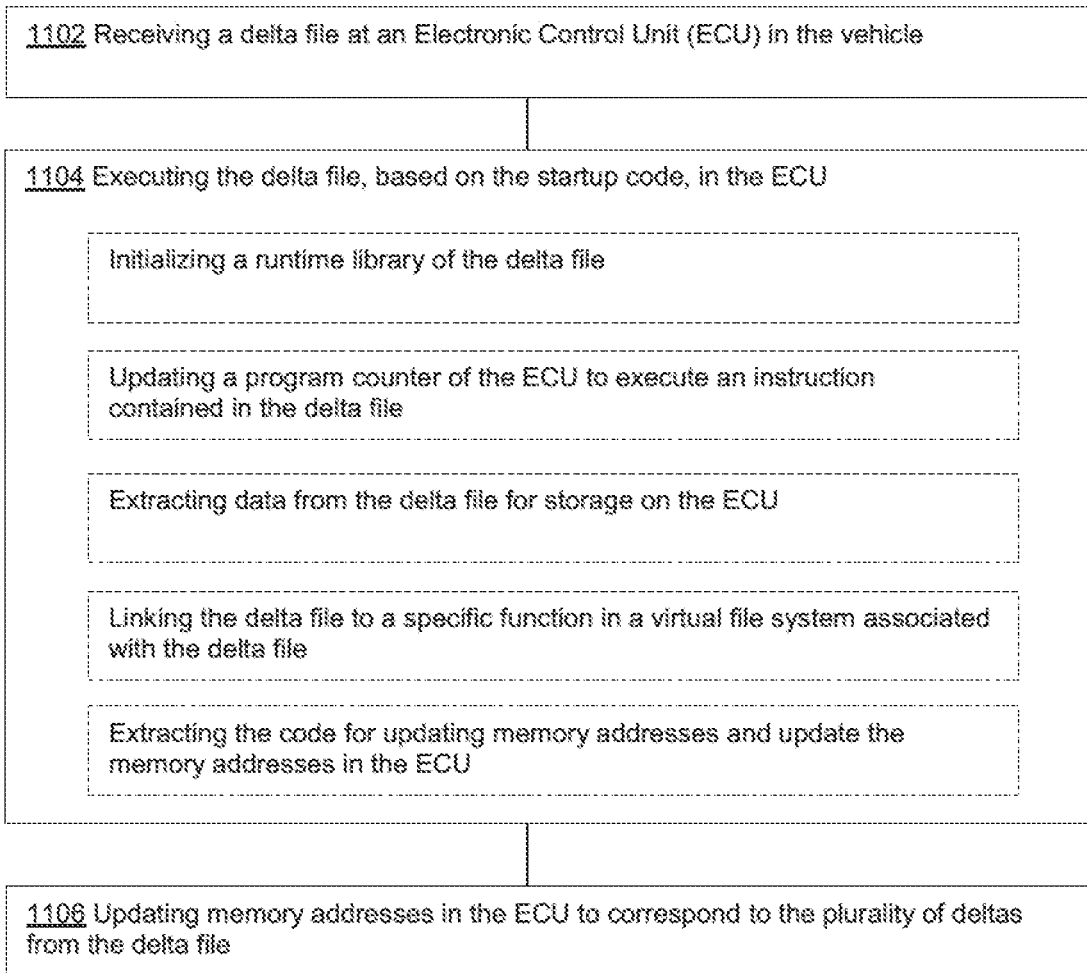 1102 Receiving a delta file at an Electronic Control Unit (ECU) in the vehicle
1104 Executing the delta file, based on the startup code, in the ECU
Initializing a runtime library of the delta file
Updating a program counter of the ECU to execute an instruction
contained in the delta file
Extracting data from the delta file for storage on the ECU
Linking the delta file to a specific function in a virtual file system associated
with the delta file
Extracting the code for updating memory addresses and update the
memory addresses in the ECU
1106 Updating memory addresses in the ECU to correspond to the plurality of deltas
from the delta file